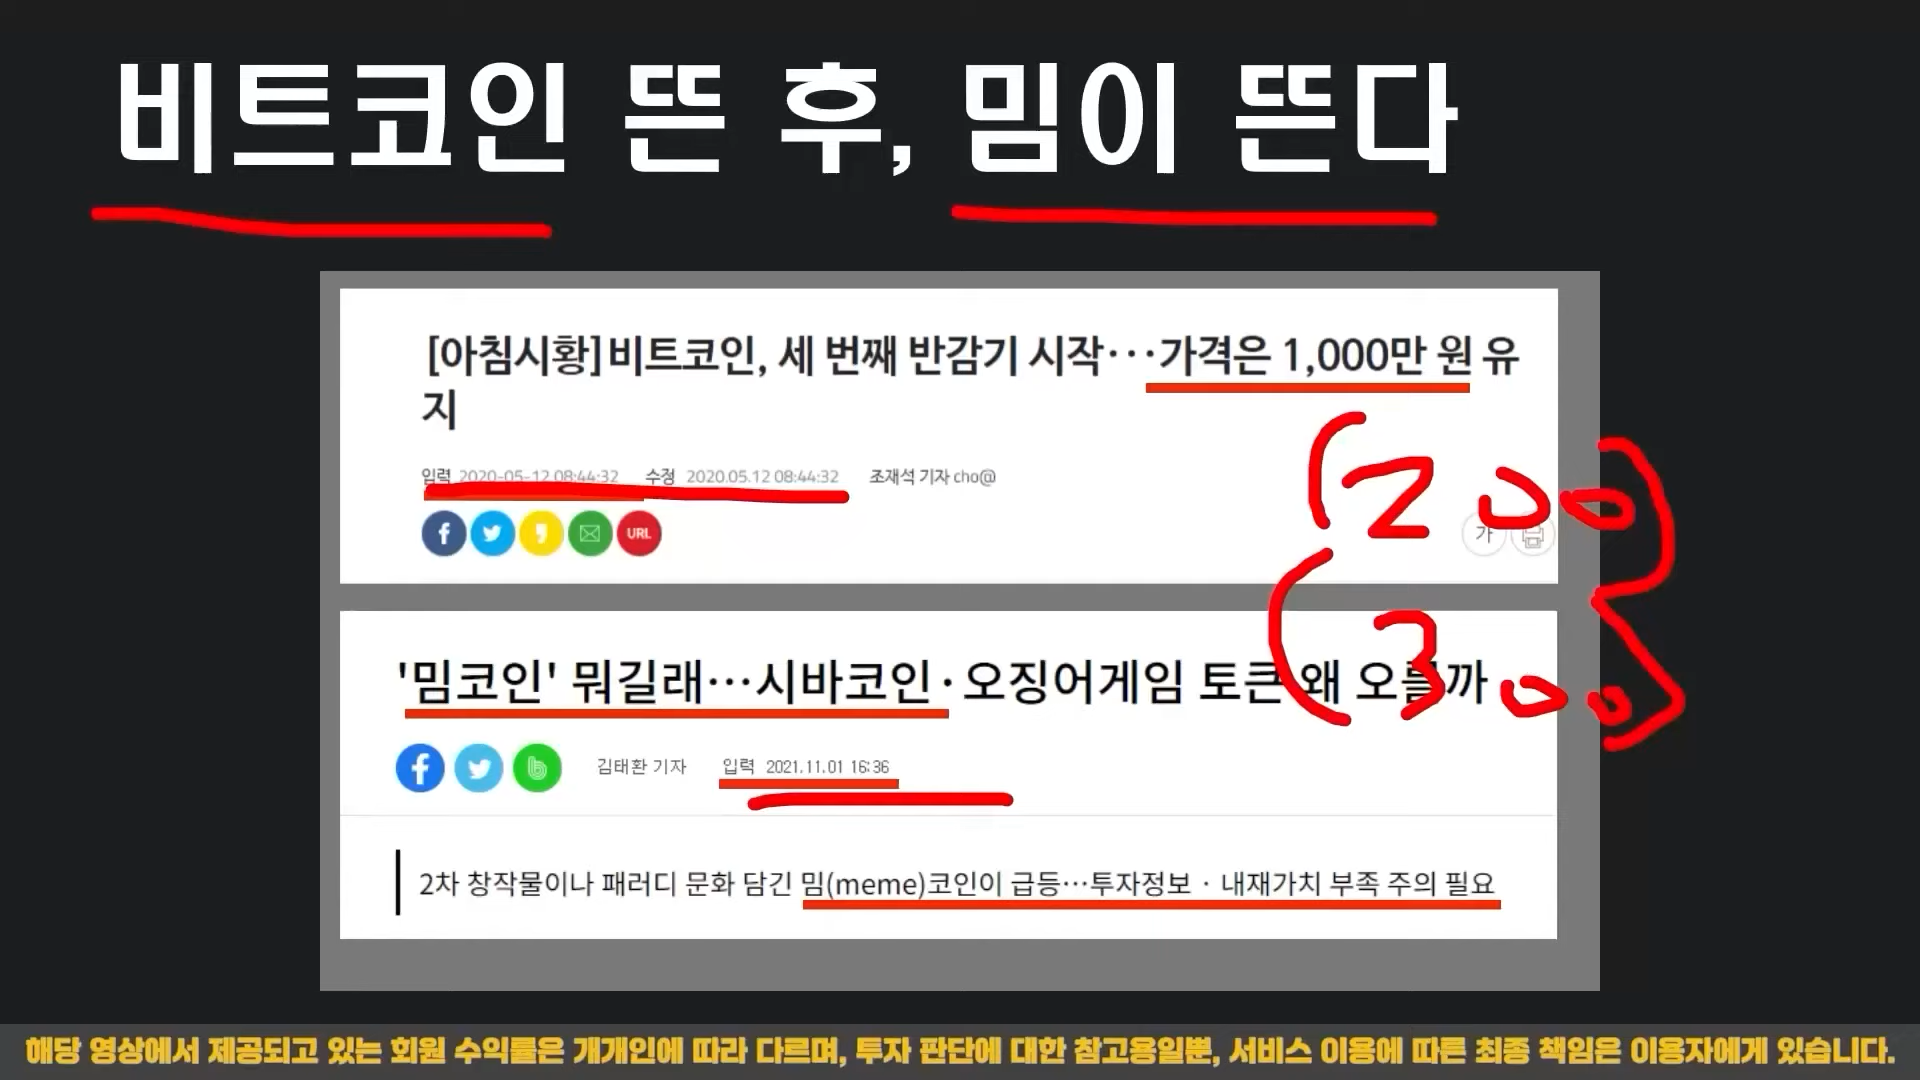 비트코인 뜬 후, 밈이 뜬다
[아침시황]비트코인, 세 번째 반감기 시작···가격은 1,000만 원 유
지
입력 2020-05-12 08:44:32 수정 2020.05.12 08:44:32 조재석 기자 cho@
URL
가
(200)
(300)
'밈코인' 뭐길래···시바코인·오징어게임 토큰 왜 오를까
김태환 기자 입력 2021.11.01 16:36
2차 창작물이나 패러디 문화 담긴 밈(meme)코인이 급등···투자정보·내재가치 부족 주의 필요
해당 영상에서 제공되고 있는 회원 수익률은 개개인에 따라 다르며, 투자 판단에 대한 참고용일뿐, 서비스 이용에 따른 최종 책임은 이용자에게 있습니다.